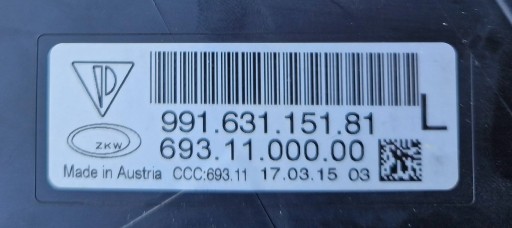 991.631.151.81
L
ZKW
693.11.000.00
Made in Austria CCC:693.11 17.03.15 03